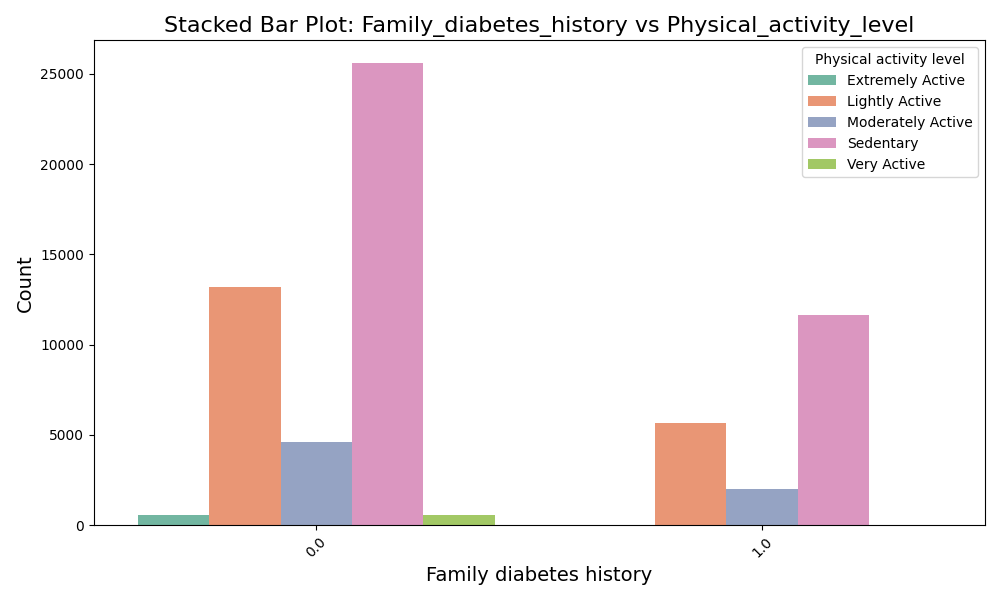 Stacked Bar Plot: Family_diabetes_history vs Physical_activity_level
Physical activity level
Extremely Active
Lightly Active
Moderately Active
Sedentary
Very Active
25000
20000
15000
10000
5000
0
Count
0.0
1.0
Family diabetes history